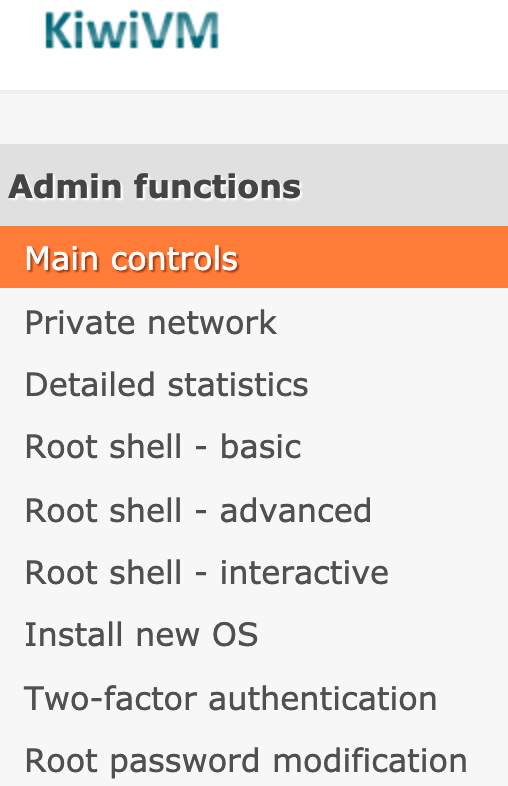 KiwiVM
Admin functions
Main controls
Private network
Detailed statistics
Root shell - basic
Root shell - advanced
Root shell - interactive
Install new OS
Two-factor authentication
Root password modification